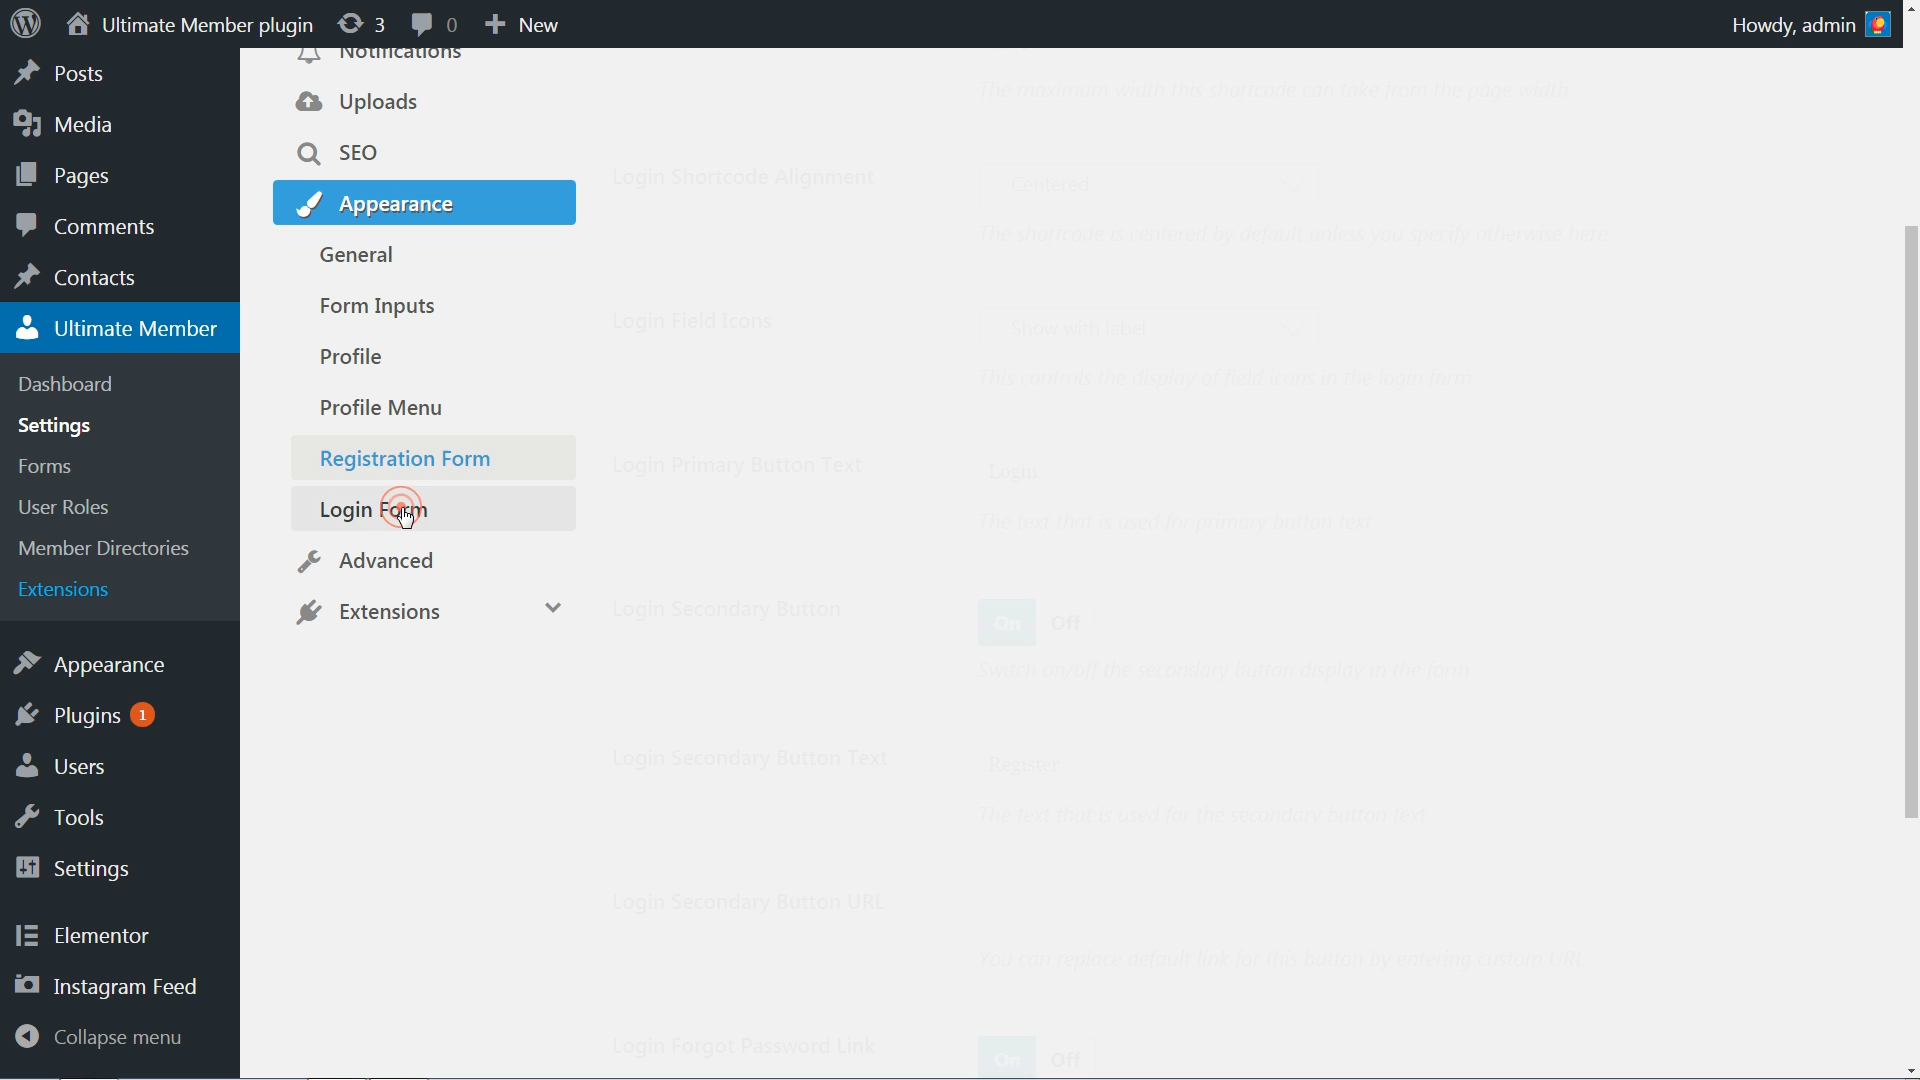 Ultimate Member plugin
3
0
New
Howdy, admin
Posts
Media
Pages
Comments
Contacts
Ultimate Member
Dashboard
Settings
Forms
User Roles
Member Directories
Extensions
Appearance
Plugins 1
Users
Tools
Settings
Elementor
Instagram Feed
Collapse menu
Notifications
Uploads
SEO
Appearance
General
Form Inputs
Profile
Profile Menu
Registration Form
Login Form
Advanced
Extensions
The maximum width this shortcode can take from the page width
Login Shortcode Alignment
Centered
The shortcode is centered by default unless you specify otherwise here
Login Field Icons
Show with label
This controls the display of field icons in the login form
Login Primary Button Text
Login
The text that is used for primary button text
Login Secondary Button
On Off
Switch on/off the secondary button display in the form
Login Secondary Button Text
Register
The text that is used for the secondary button text
Login Secondary Button URL
You can replace default link for this button by entering custom URL
Login Forgot Password Link
On Off